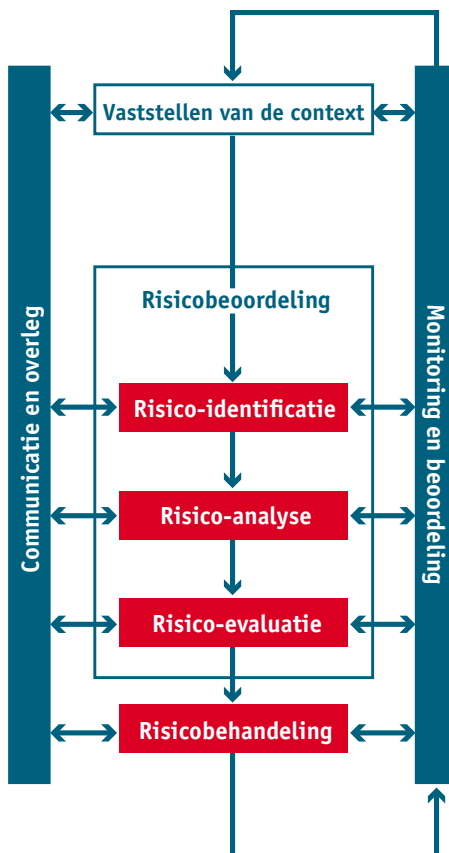 Vaststellen van de context
Communicatie en overleg
Monitoring en beoordeling
Risicobeoordeling
Risico-identificatie
Risico-analyse
Risico-evaluatie
Risicobehandeling